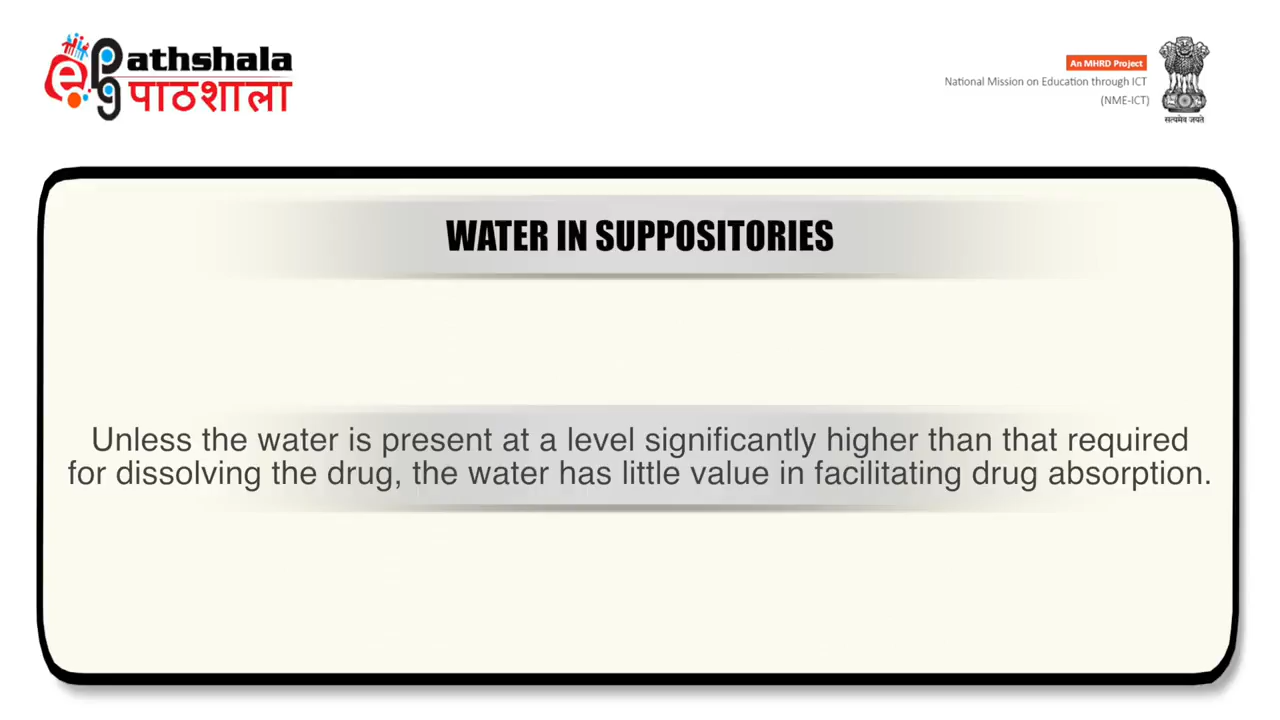 e
pg
athshala
पाठशाला
An MHRD Project
National Mission on Education through ICT
(NME-ICT)
सत्यमेव जयते
WATER IN SUPPOSITORIES
Unless the water is present at a level significantly higher than that required
for dissolving the drug, the water has little value in facilitating drug absorption.